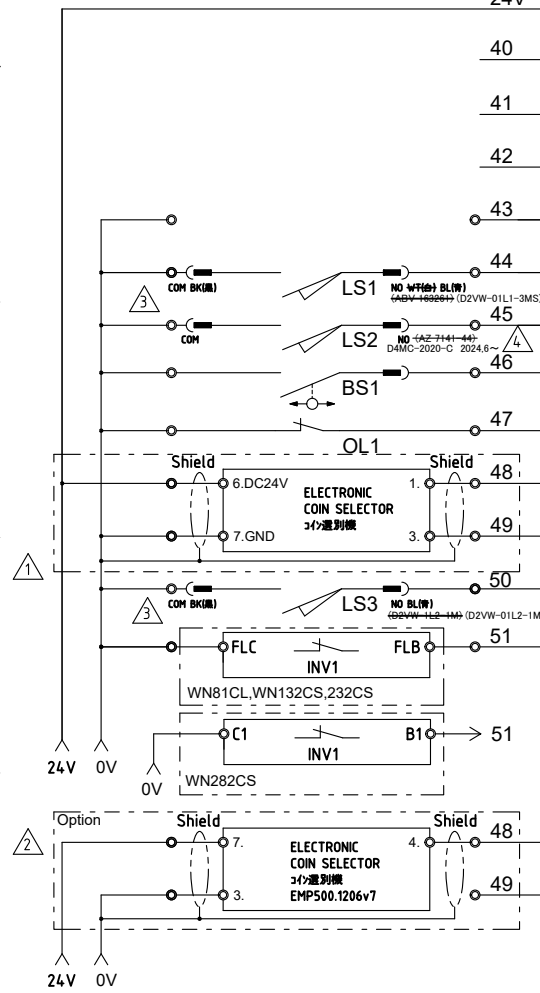 24V
40
41
42
43
44
COM BK(黒)
LS1
NO WT(白) BL(青)
(ABV 163261) (D2VW-01L1-3MS)
3
45
COM
LS2
NO (AZ 7141-44)
D4MC-2020-C 2024,6~
4
46
BS1
47
OL1
Shield
48
6.DC24V
ELECTRONIC
COIN SELECTOR
コイン選別機
1.
49
7.GND
3.
1
50
3
COM BK(黒)
LS3
NO BL(青)
(D2VW-1L2-1M) (D2VW-01L2-1M
51
FLC
INV1
FLB
WN81CL,WN132CS,232CS
C1
INV1
B1
51
WN282CS
24V
0V
0V
Option
Shield
Shield
48
2
7.
ELECTRONIC
COIN SELECTOR
コイン選別機
EMP500.1206v7
4.
49
3.
24V
0V